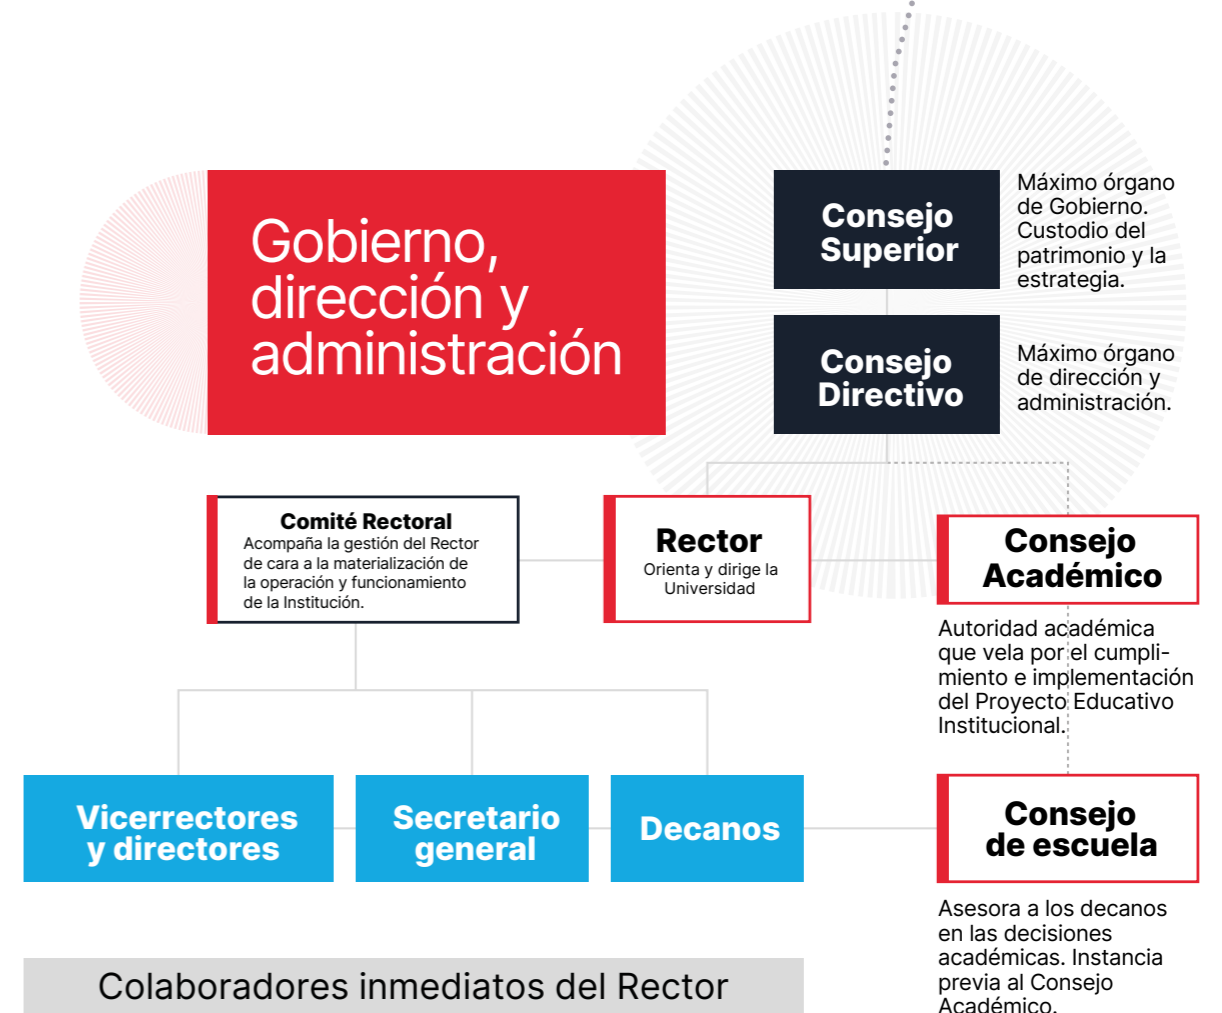 Gobierno,
dirección y
administración
Consejo
Superior
Máximo órgano
de Gobierno.
Custodio del
patrimonio y la
estrategia.
Consejo
Directivo
Máximo órgano
de dirección y
administración.
Comité Rectoral
Acompaña la gestión del Rector
de cara a la materialización de
la operación y funcionamiento
de la Institución.
Rector
Orienta y dirige la
Universidad
Consejo
Académico
Autoridad académica
que vela por el cumpli-
miento e implementación
del Proyecto Educativo
Institucional.
Vicerrectores
y directores
Secretario
general
Decanos
Consejo
de escuela
Asesora a los decanos
en las decisiones
académicas. Instancia
previa al Consejo
Académico.
Colaboradores inmediatos del Rector